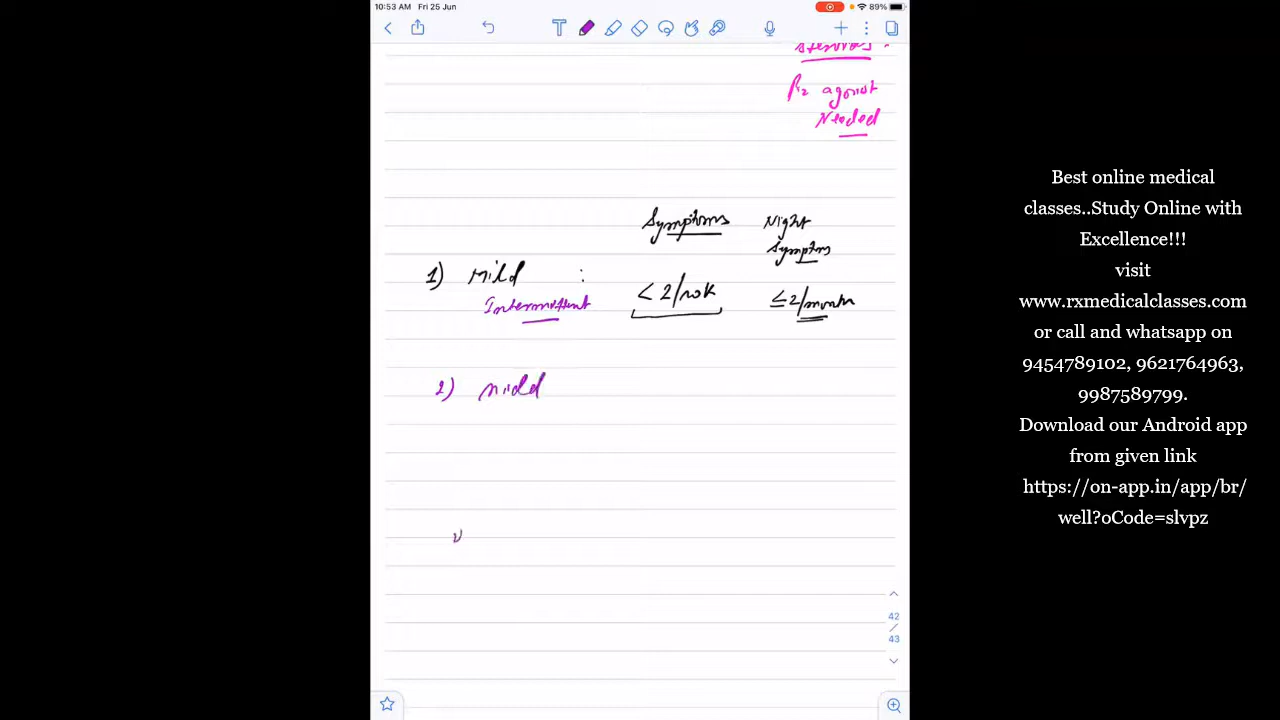 10:53 AM Fri 25 Jun
89%
T
Steroids :
β2 agonist
Needed
Symptoms
Night
Symptms
1) Mild :
< 2/wk
≤2/month
Intermittent
2) mild
42
/
43
Best online medical
classes..Study Online with
Excellence!!!
visit
www.rxmedicalclasses.com
or call and whatsapp on
9454789102, 9621764963,
9987589799.
Download our Android app
from given link
https://on-app.in/app/br/
well?oCode=slvpz